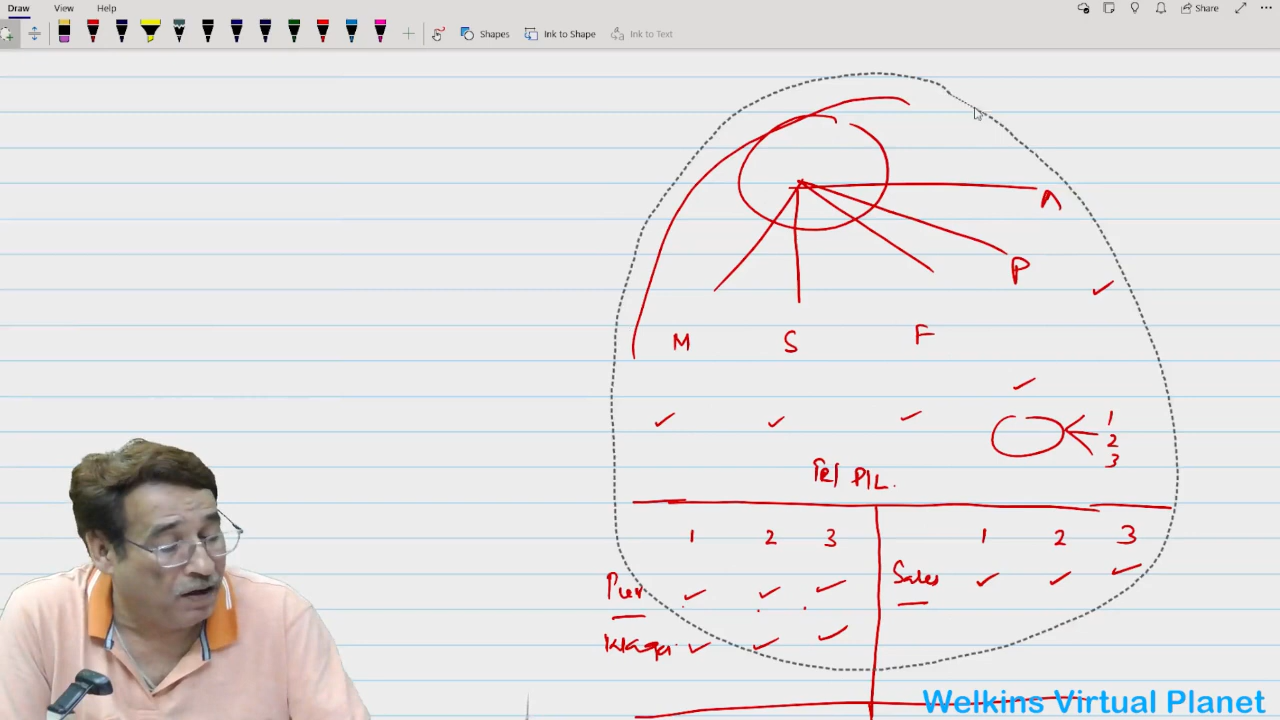 Draw View Help Share
Shapes Ink to Shape Ink to Text
A
P
M S F
1
2
3
Tr/ P/L.
1 2 3 1 2 3
Pur Sales
Welkins Virtual Planet